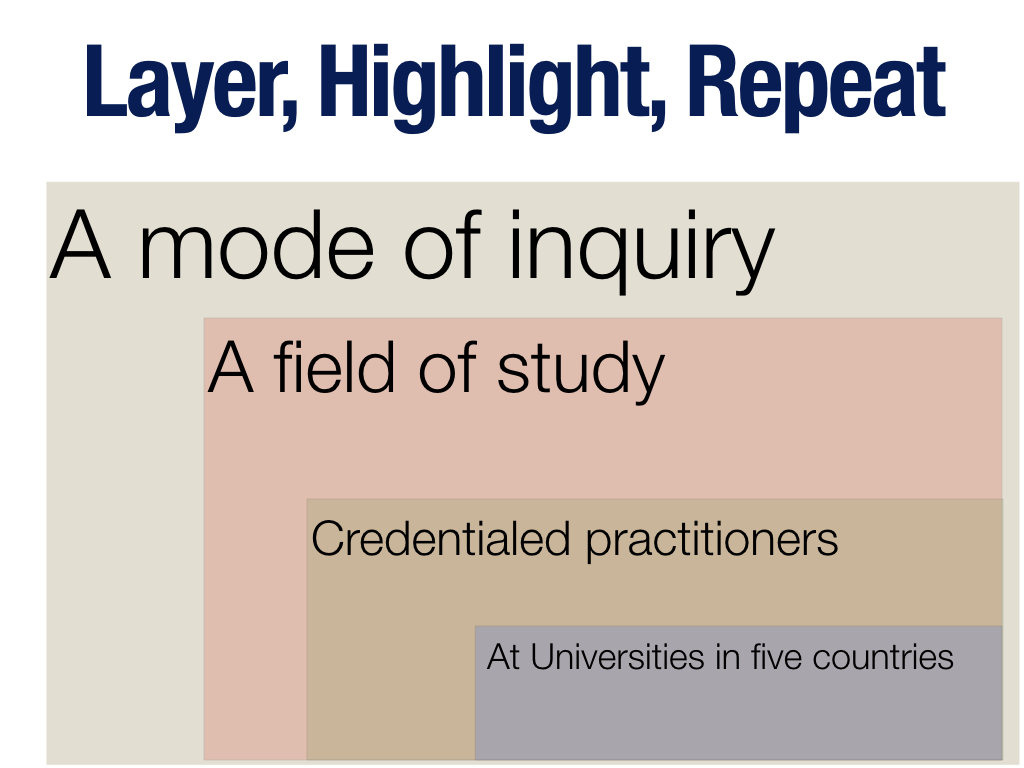 Layer, Highlight, Repeat
A mode of inquiry
A field of study
Credentialed practitioners
At Universities in five countries